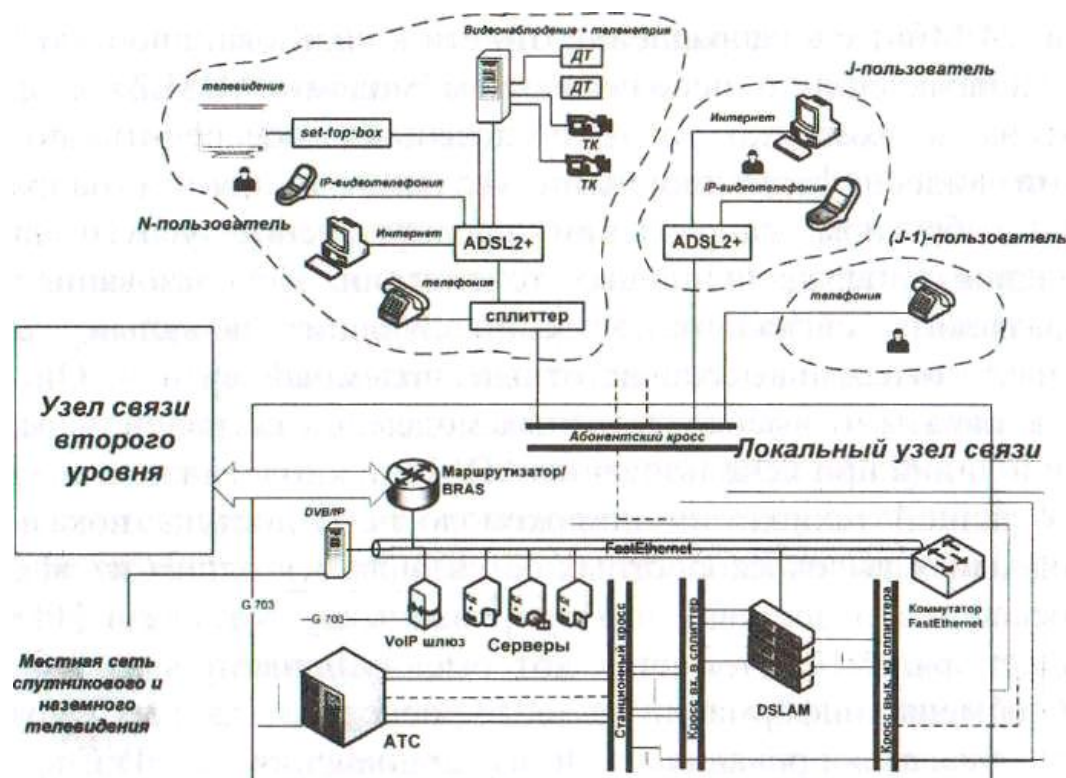 Видеонаблюдение + телеметрия
телевидения
set-top-box
ДТ
ДТ
ТК
ТК
IP-видеотелефония
N-пользователь
Интернет
ADSL2+
телефония
сплиттер
J-пользователь
Интернет
IP-видеотелефония
ADSL2+
(J-1)-пользователь
телефония
Узел связи
второго
уровня
Абонентский кросс
Локальный узел связи
Маршрутизатор/
BRAS
DVB/IP
FastEthernet
Коммутатор
FastEthernet
G 703
G 703
VoIP шлюз
Серверы
Станционный кросс
Кросс вх. в сплиттер
DSLAM
Кросс вых. из сплиттера
АТС
Местная сеть
спутникового и
наземного
телевидения